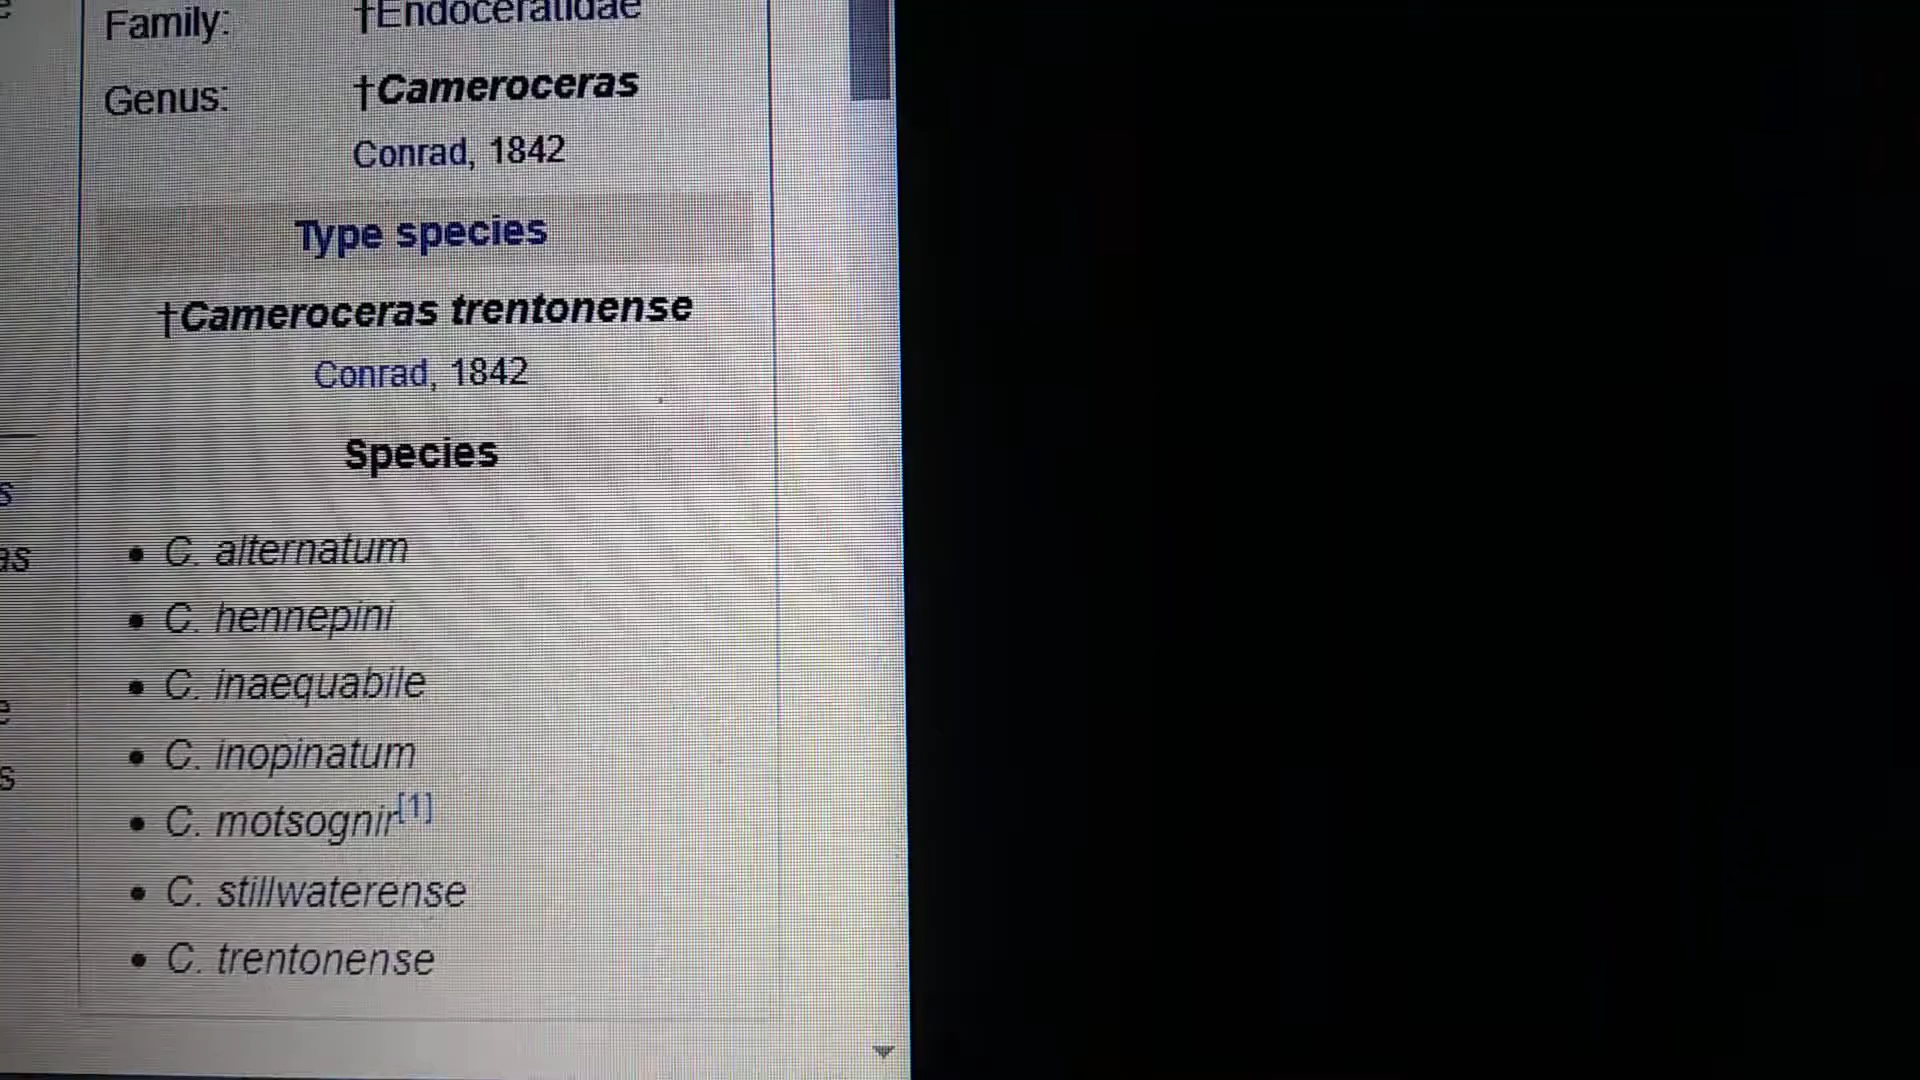 Family: †Endoceratidae
Genus: †Cameroceras
Conrad, 1842
Type species
†Cameroceras trentonense
Conrad, 1842
Species
• C. alternatum
• C. hennepini
• C. inaequabile
• C. inopinatum
• C. motsognir[1]
• C. stillwaterense
• C. trentonense